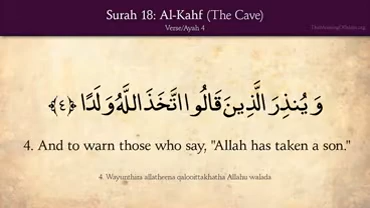 Surah 18: Al-Kahf (The Cave)
Verse/Ayah 4
وَيُنذِرَ الَّذِينَ قَالُوا اتَّخَذَ اللَّهُ وَلَدًا ﴿٤﴾
4. And to warn those who say, "Allah has taken a son."
4. Wayunthira allatheena qalooittakhatha Allahu walada